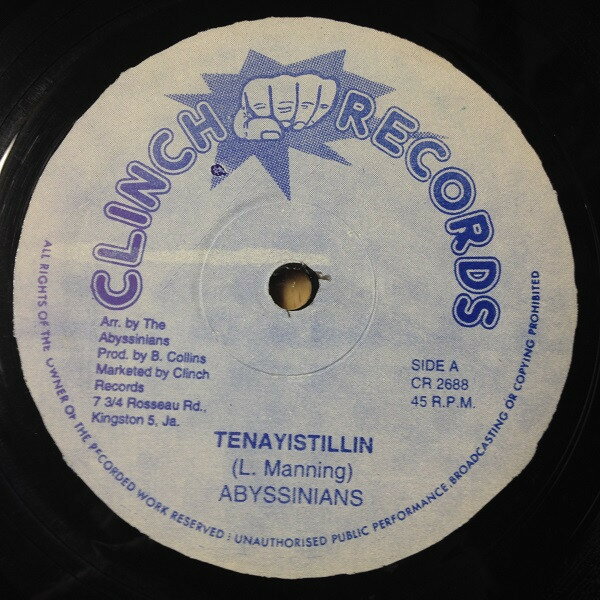 CLINCH RECORDS
Arr. by The
Abyssinians
Prod. by B. Collins
Marketed by Clinch
Records
7 3/4 Rosseau Rd.,
Kingston 5, Ja.
SIDE A
CR 2688
45 R.P.M.
TENAYISTILLIN
(L. Manning)
ABYSSINIANS
ALL RIGHTS OF THE OWNER OF THE RECORDED WORK RESERVED : UNAUTHORISED PUBLIC PERFORMANCE, BROADCASTING OR COPYING PROHIBITED